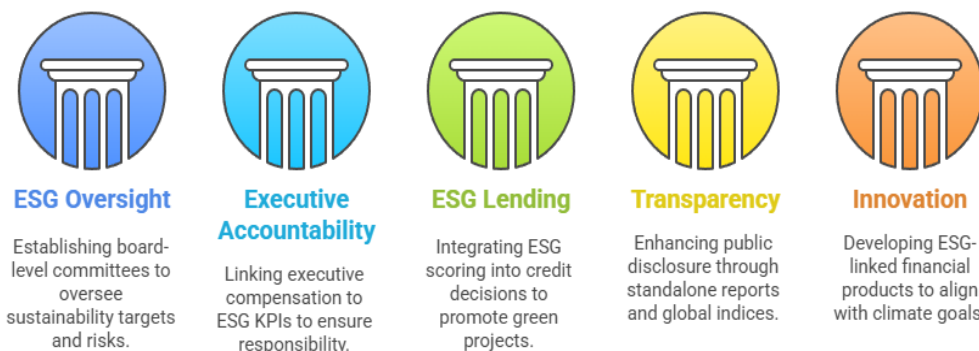 ESG Oversight
Establishing board-
level committees to
oversee
sustainability targets
and risks.
Executive
Accountability
Linking executive
compensation to
ESG KPIs to ensure
responsibility.
ESG Lending
Integrating ESG
scoring into credit
decisions to
promote green
projects.
Transparency
Enhancing public
disclosure through
standalone reports
and global indices.
Innovation
Developing ESG-
linked financial
products to align
with climate goals